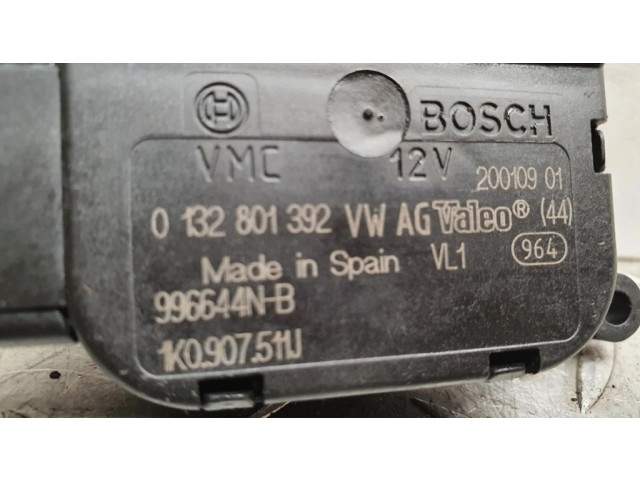 BOSCH
VMC 12V
200109 01
0 132 801 392 VW AG Valeo® (44)
Made in Spain VL1 964
996644N-B
1K0.907.511J